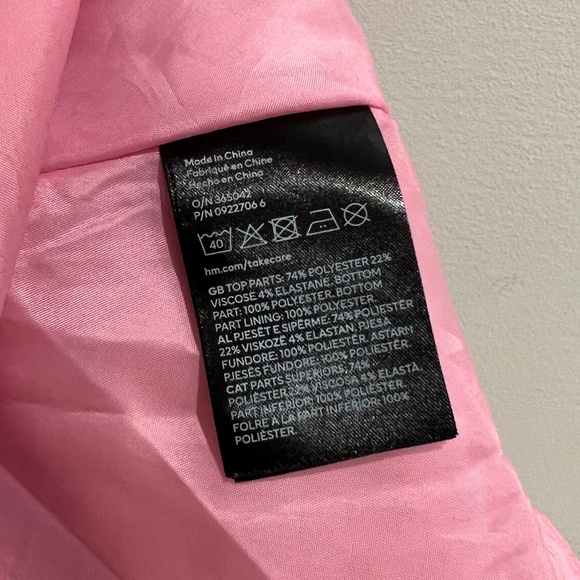 Made in China
Fabriqué en Chine
Hecho en China
O/N 365042
P/N 0922706 6
40
hm.com/takecare
GB TOP PARTS: 74% POLYESTER 22%
VISCOSE 4% ELASTANE. BOTTOM
PART: 100% POLYESTER. BOTTOM
PART LINING: 100% POLYESTER
AL PJESËT E SIPËRME: 74% POLIESTËR
22% VISKOZË 4% ELASTAN, PJESA
FUNDORE: 100% POLIESTËR. ASTARI
PJESËS FUNDORE: 100% POLIESTËR.
CAT PARTS SUPERIORS, 74%
POLIÈSTER 22% VISCOSA 4% ELASTÀ.
PART INFERIOR: 100% POLIÈSTER
FOLRE A LA PART INFERIOR: 100%
POLIÈSTER.